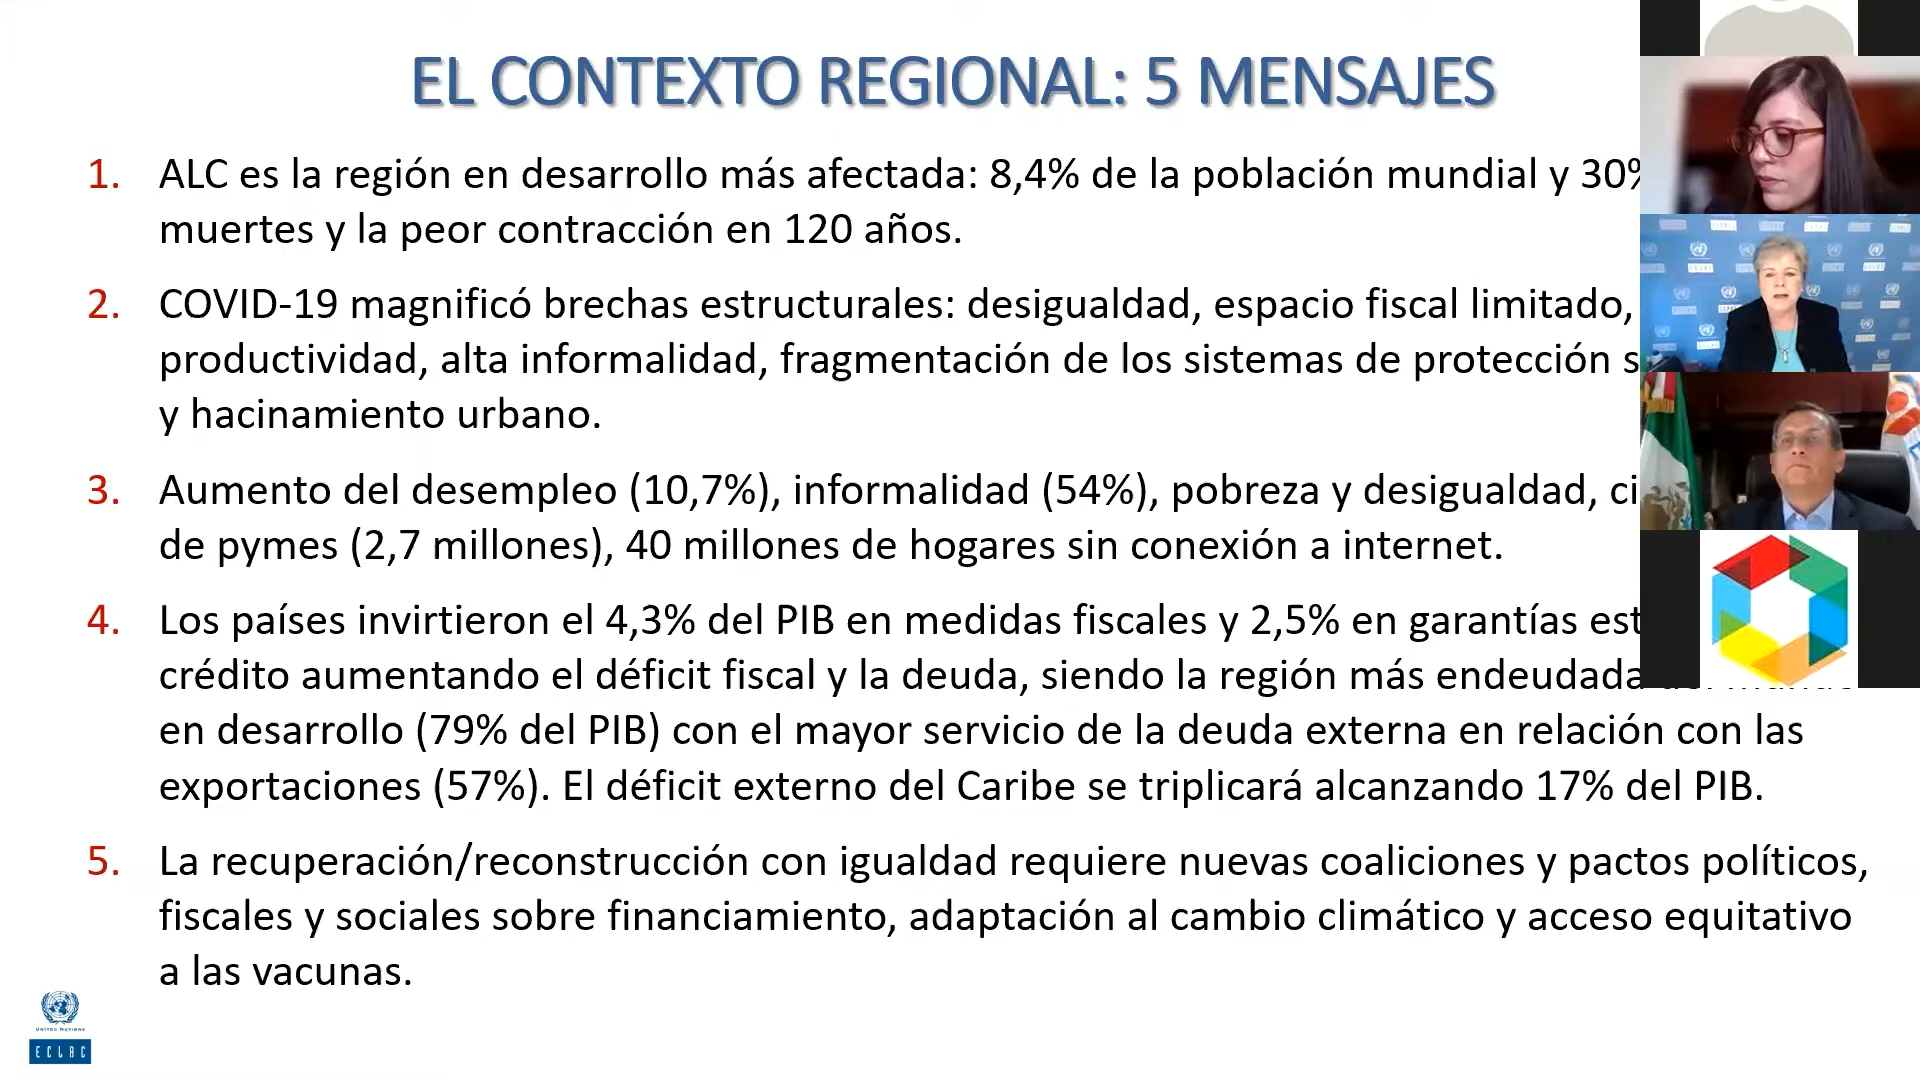 EL CONTEXTO REGIONAL: 5 MENSAJES
1. ALC es la región en desarrollo más afectada: 8,4% de la población mundial y 30%
muertes y la peor contracción en 120 años.
2. COVID-19 magnificó brechas estructurales: desigualdad, espacio fiscal limitado,
productividad, alta informalidad, fragmentación de los sistemas de protección
y hacinamiento urbano.
3. Aumento del desempleo (10,7%), informalidad (54%), pobreza y desigualdad,
de pymes (2,7 millones), 40 millones de hogares sin conexión a internet.
4. Los países invirtieron el 4,3% del PIB en medidas fiscales y 2,5% en garantías
crédito aumentando el déficit fiscal y la deuda, siendo la región más endeudada
en desarrollo (79% del PIB) con el mayor servicio de la deuda externa en relación con las
exportaciones (57%). El déficit externo del Caribe se triplicará alcanzando 17% del PIB.
5. La recuperación/reconstrucción con igualdad requiere nuevas coaliciones y pactos políticos,
fiscales y sociales sobre financiamiento, adaptación al cambio climático y acceso equitativo
a las vacunas.
UNITED NATIONS
ECLAC